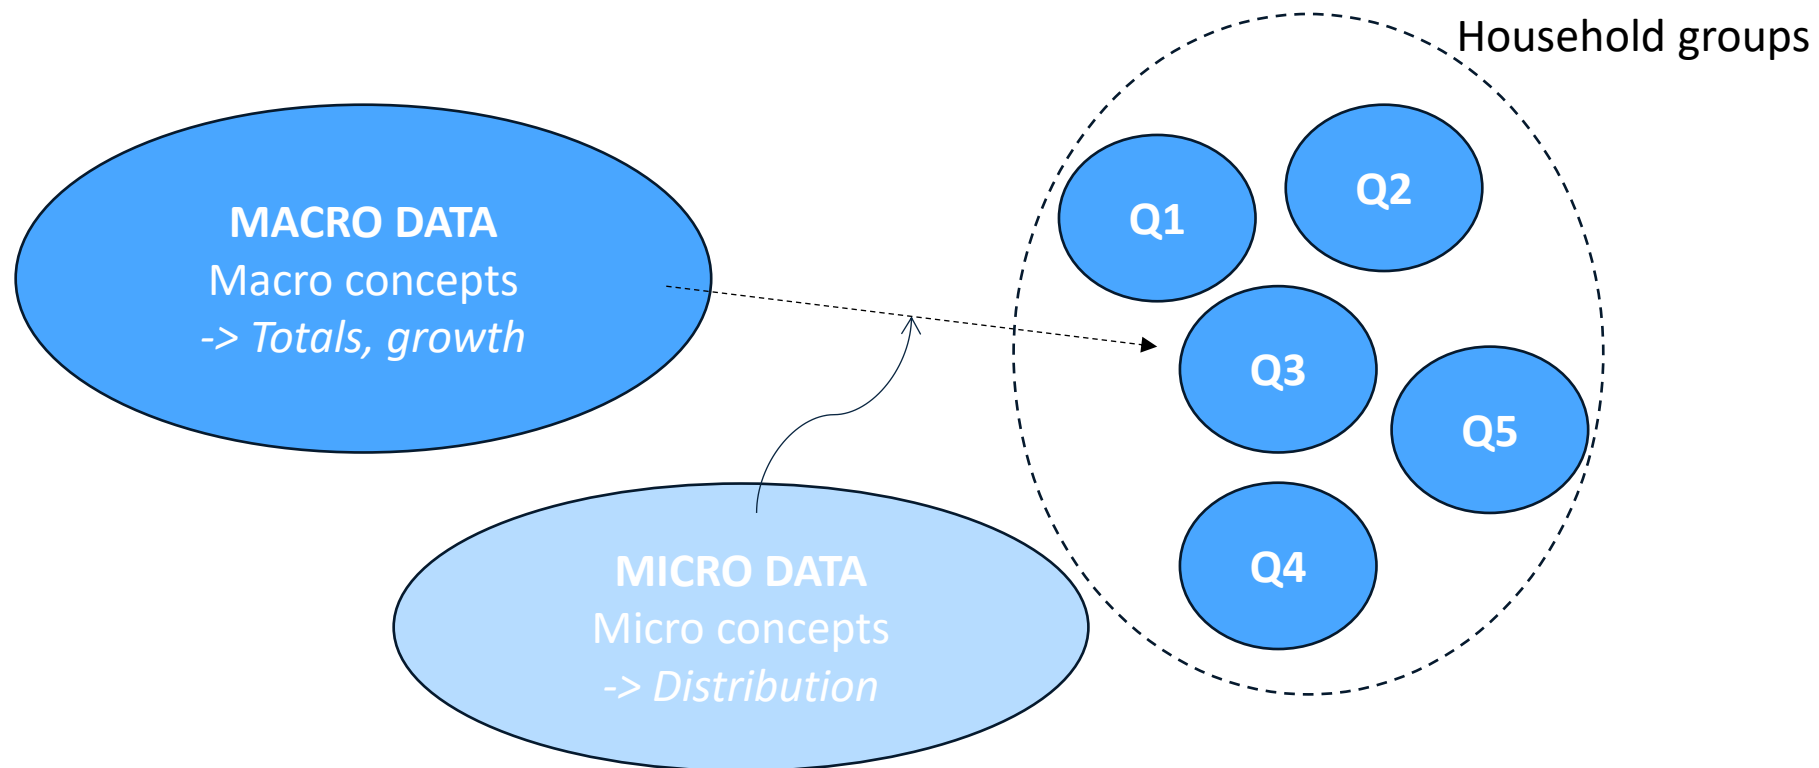 Household groups
MACRO DATA
Macro concepts
-> Totals, growth
Q1
Q2
Q3
Q5
Q4
MICRO DATA
Micro concepts
-> Distribution